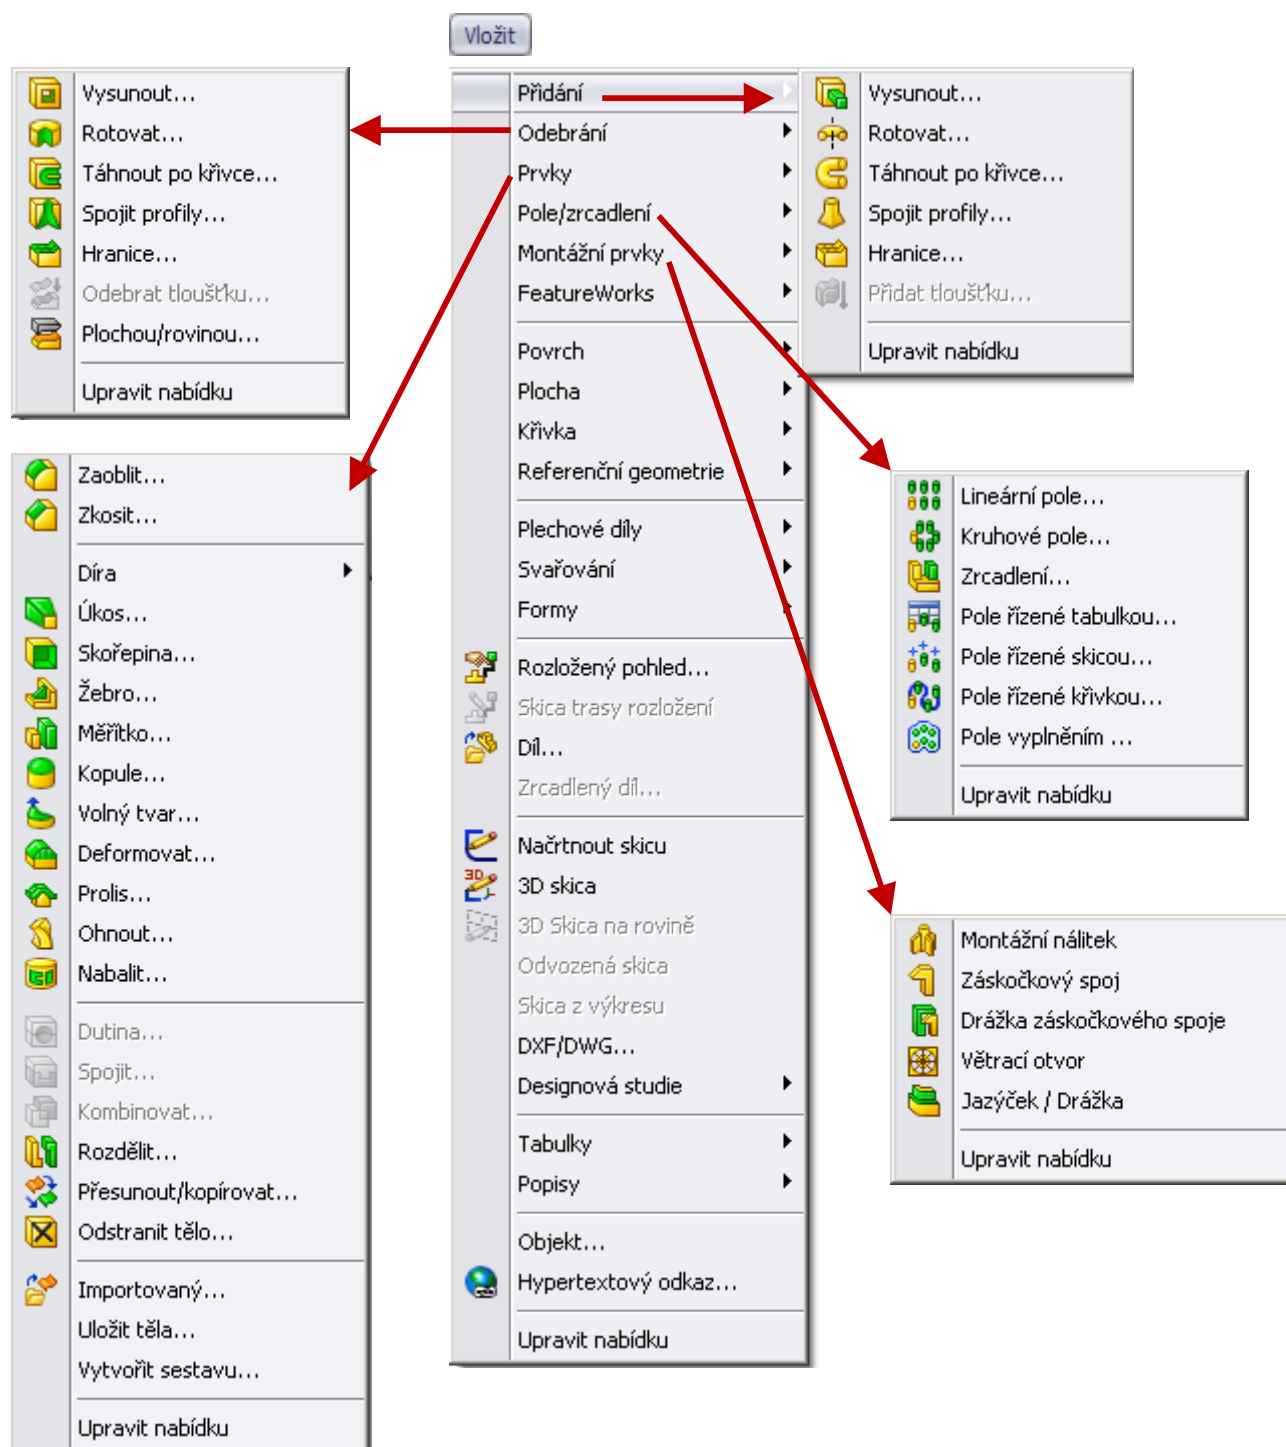 Vložit
Vysunout...
Rotovat...
Táhnout po křivce...
Spojit profily...
Hranice...
Odebrat tloušťku...
Plochou/rovinou...
Upravit nabídku
Přidání
Odebrání
Prvky
Pole/zrcadlení
Montážní prvky
FeatureWorks
Povrch
Plocha
Křivka
Referenční geometrie
Plechové díly
Svařování
Formy
Rozložený pohled...
Skica trasy rozložení
Díl...
Zrcadlený díl...
Načrtnout skicu
3D skica
3D Skica na rovině
Odvozená skica
Skica z výkresu
DXF/DWG...
Designová studie
Tabulky
Popisy
Objekt...
Hypertextový odkaz...
Upravit nabídku
Vysunout...
Rotovat...
Táhnout po křivce...
Spojit profily...
Hranice...
Přidat tloušťku...
Upravit nabídku
Zaoblit...
Zkosit...
Díra
Úkos...
Skořepina...
Žebro...
Měřítko...
Kopule...
Volný tvar...
Deformovat...
Prolis...
Ohnout...
Nabalit...
Dutina...
Spojit...
Kombinovat...
Rozdělit...
Přesunout/kopírovat...
Odstranit tělo...
Importovaný...
Uložit těla...
Vytvořit sestavu...
Upravit nabídku
Lineární pole...
Kruhové pole...
Zrcadlení...
Pole řízené tabulkou...
Pole řízené skicou...
Pole řízené křivkou...
Pole vyplněním ...
Upravit nabídku
Montážní nálitek
Záskočkový spoj
Drážka záskočkového spoje
Větrací otvor
Jazýček / Drážka
Upravit nabídku